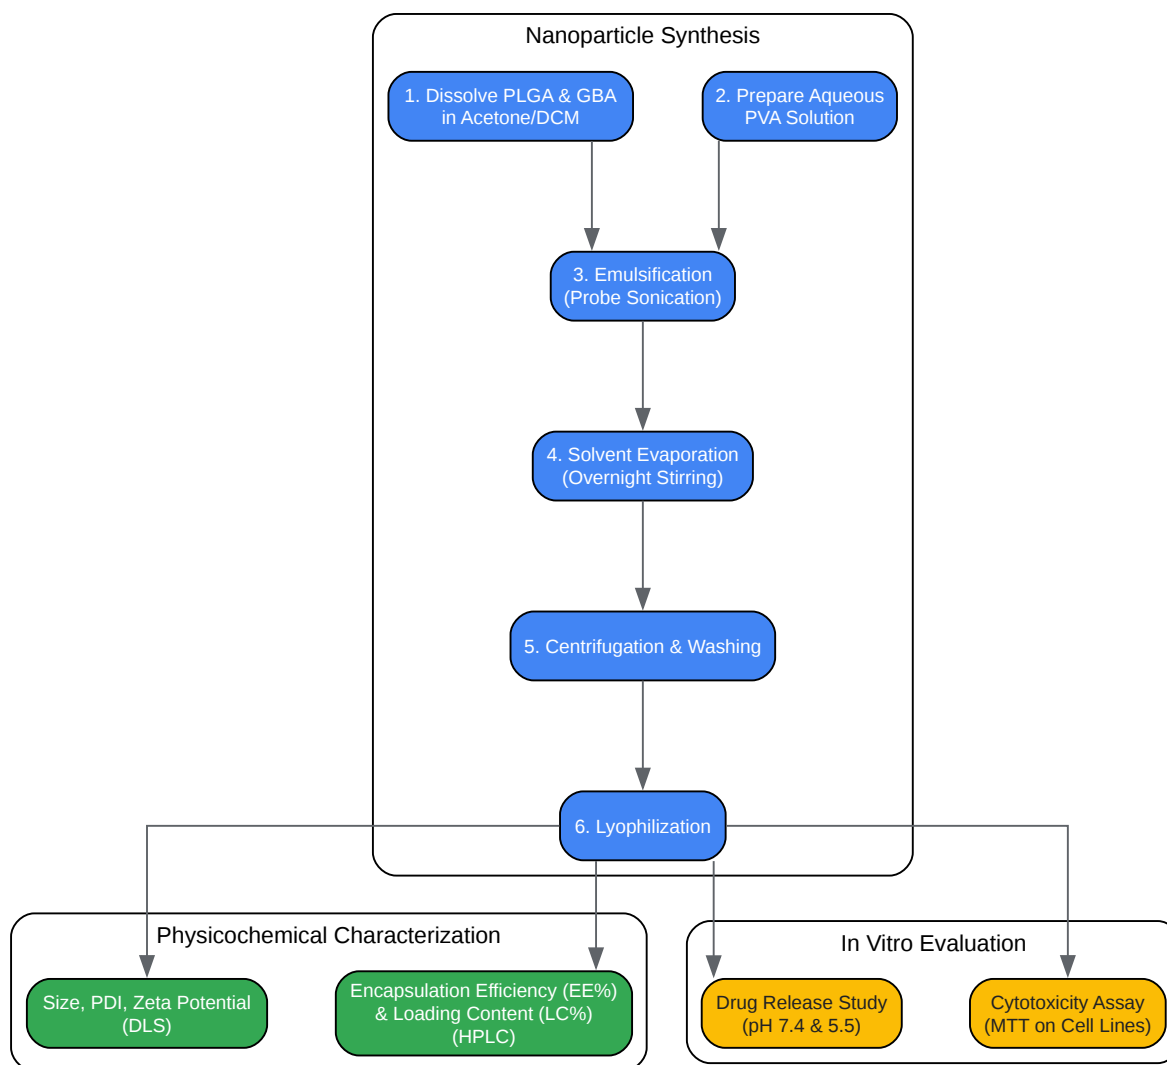 Nanoparticle Synthesis
1. Dissolve PLGA & GBA
in Acetone/DCM
2. Prepare Aqueous
PVA Solution
3. Emulsification
(Probe Sonication)
4. Solvent Evaporation
(Overnight Stirring)
5. Centrifugation & Washing
6. Lyophilization
Physicochemical Characterization
Size, PDI, Zeta Potential
(DLS)
Encapsulation Efficiency (EE%)
& Loading Content (LC%)
(HPLC)
In Vitro Evaluation
Drug Release Study
(pH 7.4 & 5.5)
Cytotoxicity Assay
(MTT on Cell Lines)